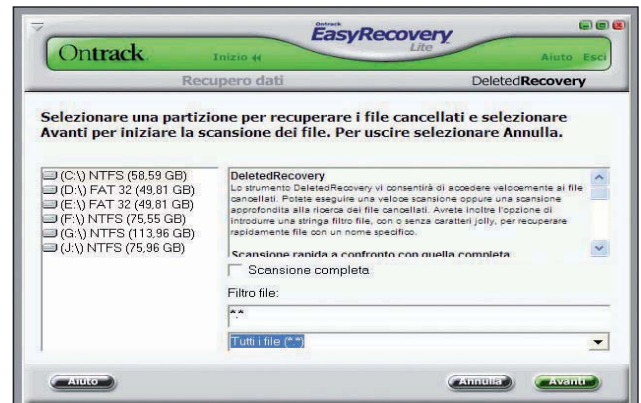 Ontrack
EasyRecovery
Lite
Ontrack
Inizio
Aiuto Esci
Recupero dati
DeletedRecovery
Selezionare una partizione per recuperare i file cancellati e selezionare
Avanti per iniziare la scansione dei file. Per uscire selezionare Annulla.
(C:\) NTFS (58,59 GB)
(D:\) FAT 32 (49,81 GB)
(E:\) FAT 32 (49,81 GB)
(F:\) NTFS (75,55 GB)
(G:\) NTFS (113,96 GB)
(J:\) NTFS (75,96 GB)
DeletedRecovery
Lo strumento DeletedRecovery vi consentirà di accedere velocemente ai file
cancellati. Potete eseguire una veloce scansione oppure una scansione
approfondita alla ricerca dei file cancellati. Avrete inoltre l'opzione di
introdurre una stringa filtro file, con o senza caratteri jolly, per recuperare
rapidamente file con un nome specifico.
Scansione rapida a confronto con quella completa
Scansione completa
Filtro file:
*.*
Tutti i file (*.*)
Aiuto
Annulla
Avanti